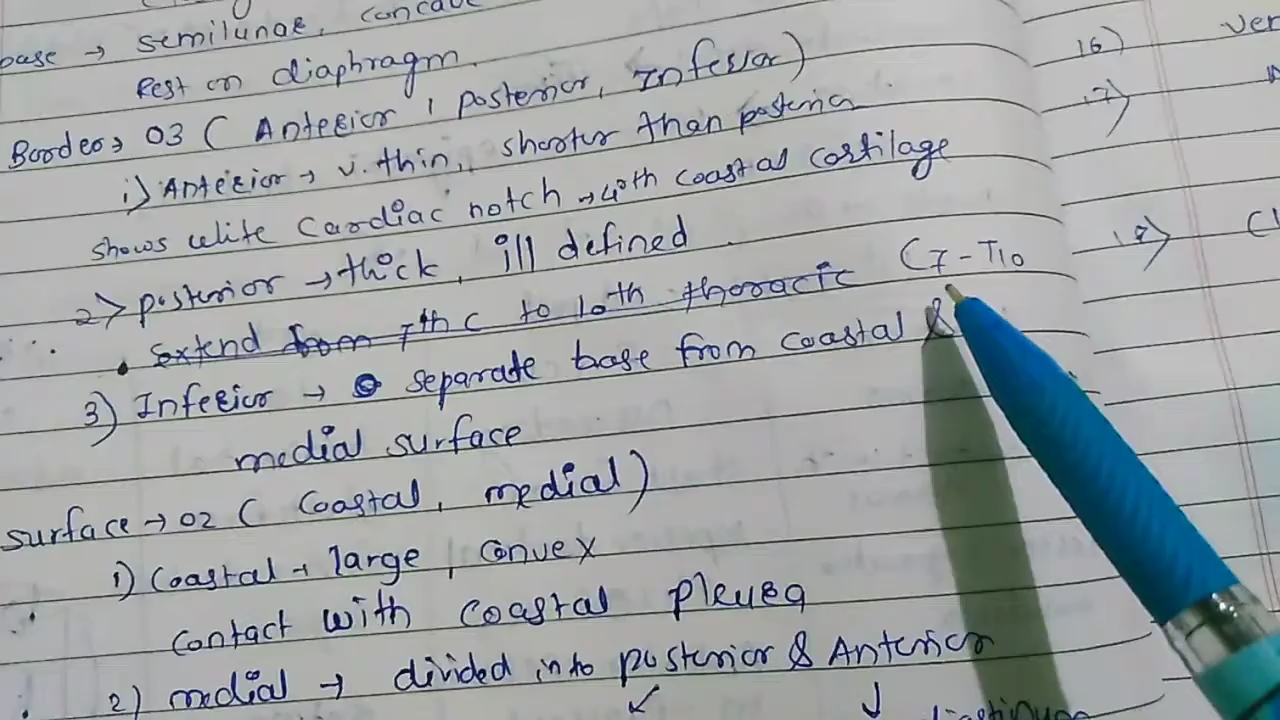 base → semilunar, concave
Rest on diaphragm.
Border → 03 ( Anterior, posterior, Inferior)
i) Anterior → v. thin, shorter than posterior
shows cardiac notch → 4th coastal cartilage
2) posterior → thick, ill defined
• Extend from 7th C to 10th thoracic C7 - T10
3) Inferior → separate base from coastal &
medial surface
surface → 02 ( Coastal, medial)
1) Coastal → large, convex
contact with coastal pleura
2) medial → divided into posterior & Anterior
↙ ↓
16)
17)
18)